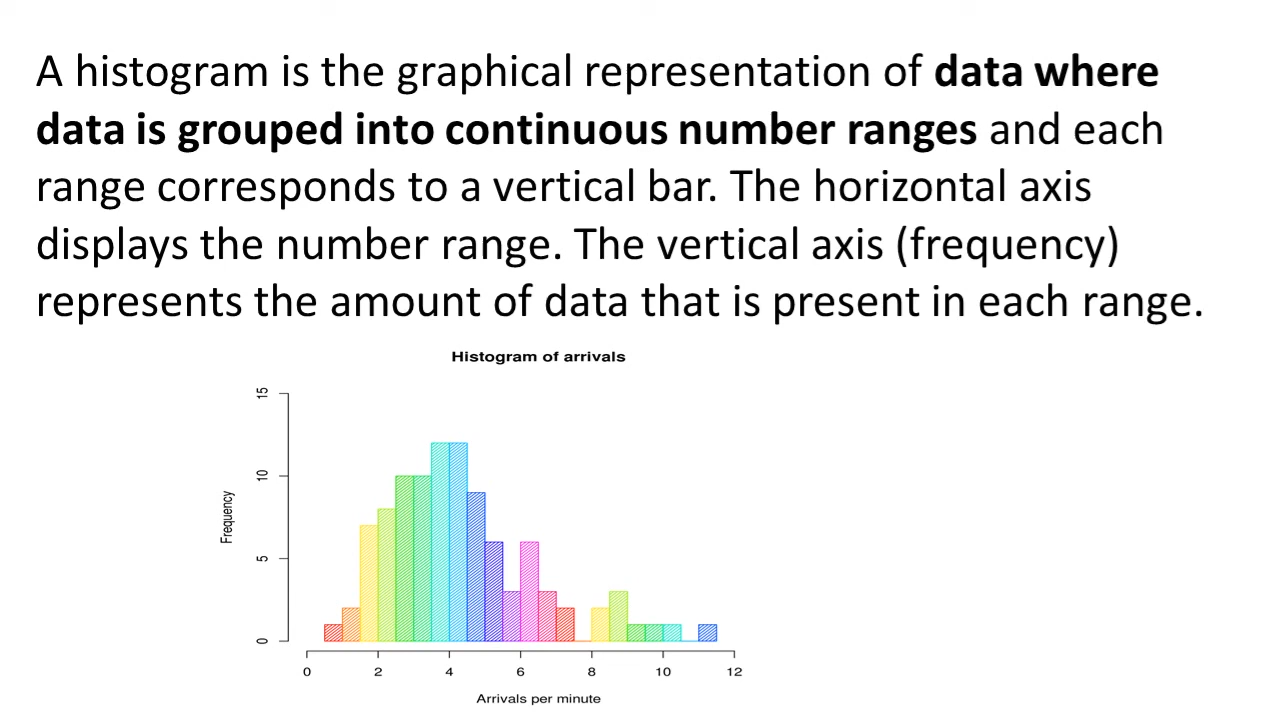 A histogram is the graphical representation of data where
data is grouped into continuous number ranges and each
range corresponds to a vertical bar. The horizontal axis
displays the number range. The vertical axis (frequency)
represents the amount of data that is present in each range.
Histogram of arrivals
15
10
5
0
Frequency
0 2 4 6 8 10 12
Arrivals per minute